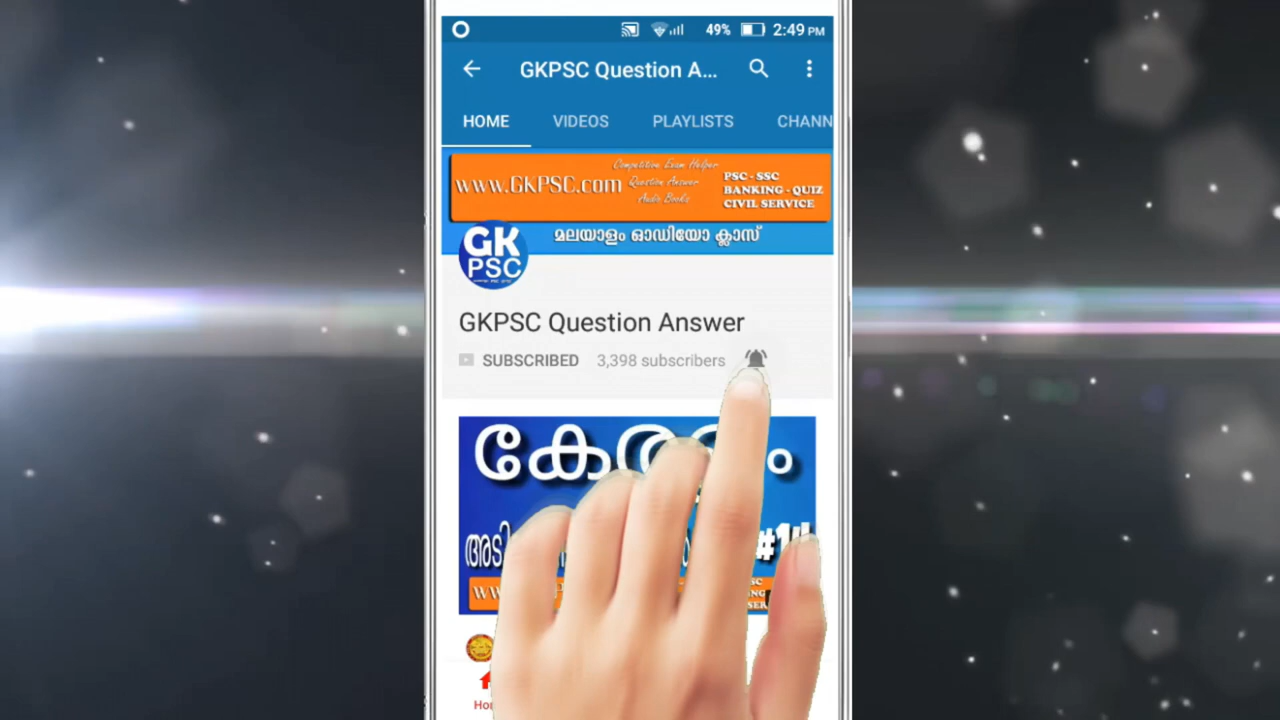 49% 2:49 PM
GKPSC Question A...
HOME VIDEOS PLAYLISTS CHANN
www.GKPSC.com
Competitive Exam Helper
Question Answer
Audio Books
PSC - SSC
BANKING - QUIZ
CIVIL SERVICE
GK
PSC
മലയാളം ഓഡിയോ ക്ലാസ്
GKPSC Question Answer
SUBSCRIBED 3,398 subscribers
#14